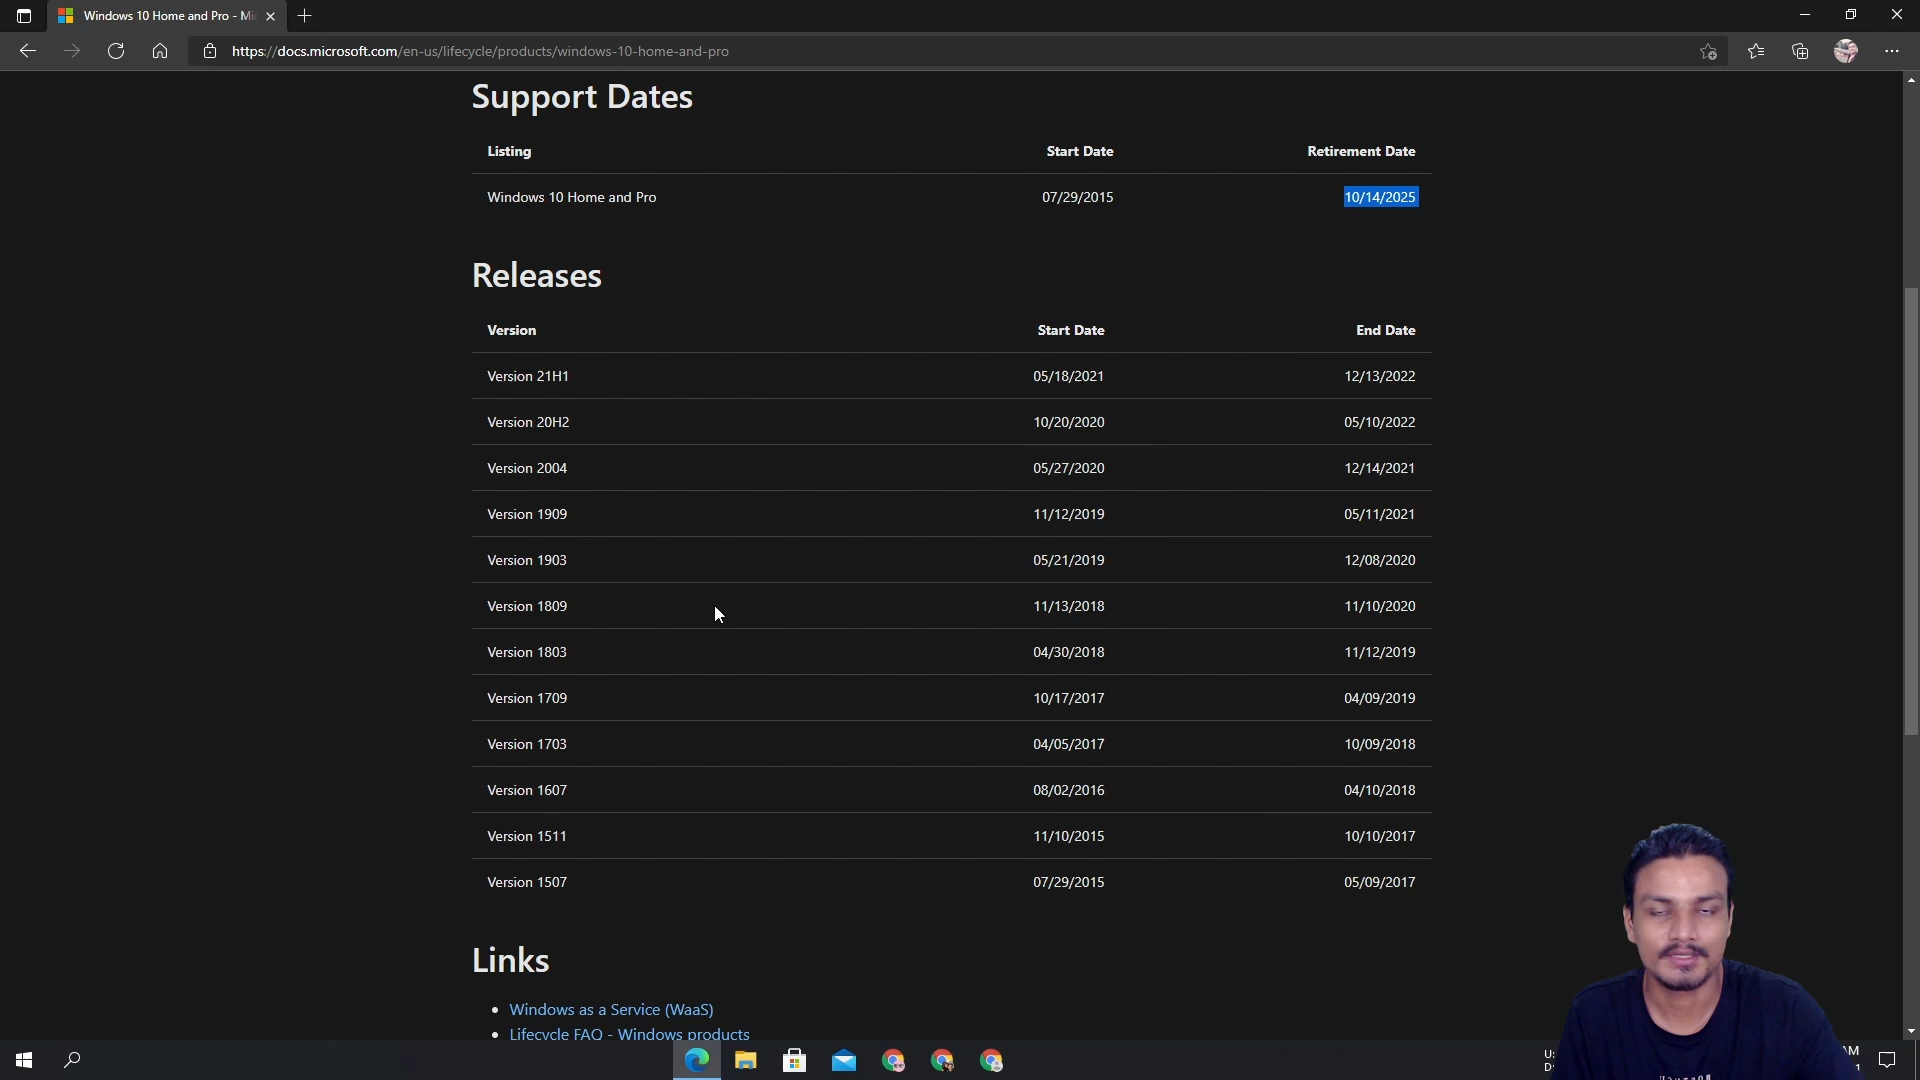 Windows 10 Home and Pro - Mi
https://docs.microsoft.com/en-us/lifecycle/products/windows-10-home-and-pro
Support Dates
Listing Start Date Retirement Date
Windows 10 Home and Pro 07/29/2015 10/14/2025
Releases
Version Start Date End Date
Version 21H1 05/18/2021 12/13/2022
Version 20H2 10/20/2020 05/10/2022
Version 2004 05/27/2020 12/14/2021
Version 1909 11/12/2019 05/11/2021
Version 1903 05/21/2019 12/08/2020
Version 1809 11/13/2018 11/10/2020
Version 1803 04/30/2018 11/12/2019
Version 1709 10/17/2017 04/09/2019
Version 1703 04/05/2017 10/09/2018
Version 1607 08/02/2016 04/10/2018
Version 1511 11/10/2015 10/10/2017
Version 1507 07/29/2015 05/09/2017
Links
• Windows as a Service (WaaS)
• Lifecycle FAQ - Windows products
U:
D: